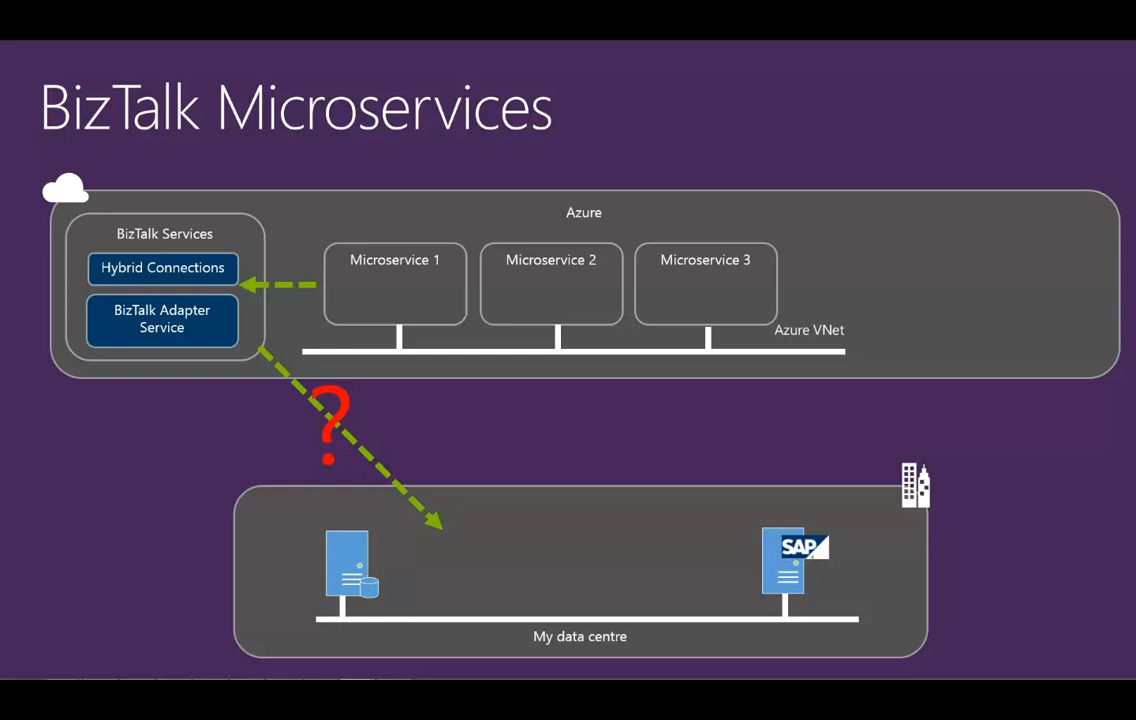 BizTalk Microservices
Azure
BizTalk Services
Hybrid Connections
BizTalk Adapter
Service
Microservice 1
Microservice 2
Microservice 3
Azure VNet
?
SAP
My data centre